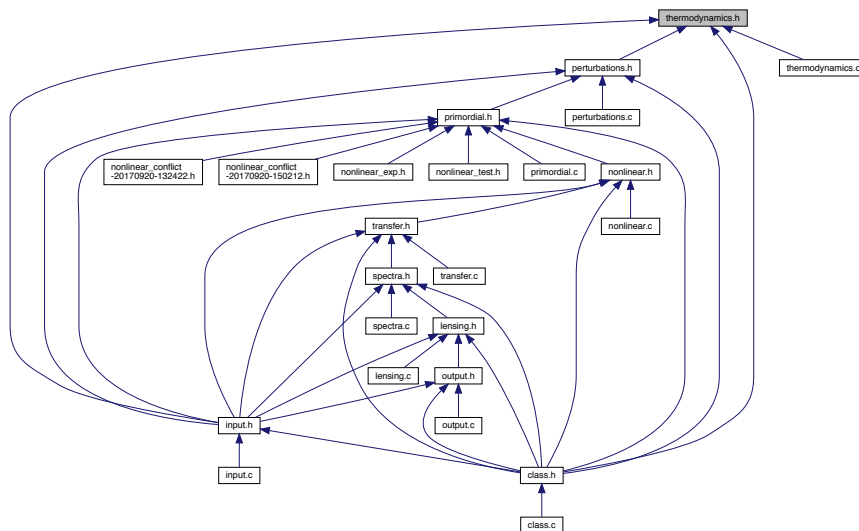 thermodynamics.h
perturbations.h
thermodynamics.c
primordial.h
perturbations.c
nonlinear_conflict
-20170920-132422.h
nonlinear_conflict
-20170920-150212.h
nonlinear_exp.h
nonlinear_test.h
primordial.c
nonlinear.h
transfer.h
nonlinear.c
spectra.h
transfer.c
spectra.c
lensing.h
lensing.c
output.h
input.h
output.c
input.c
class.h
class.c